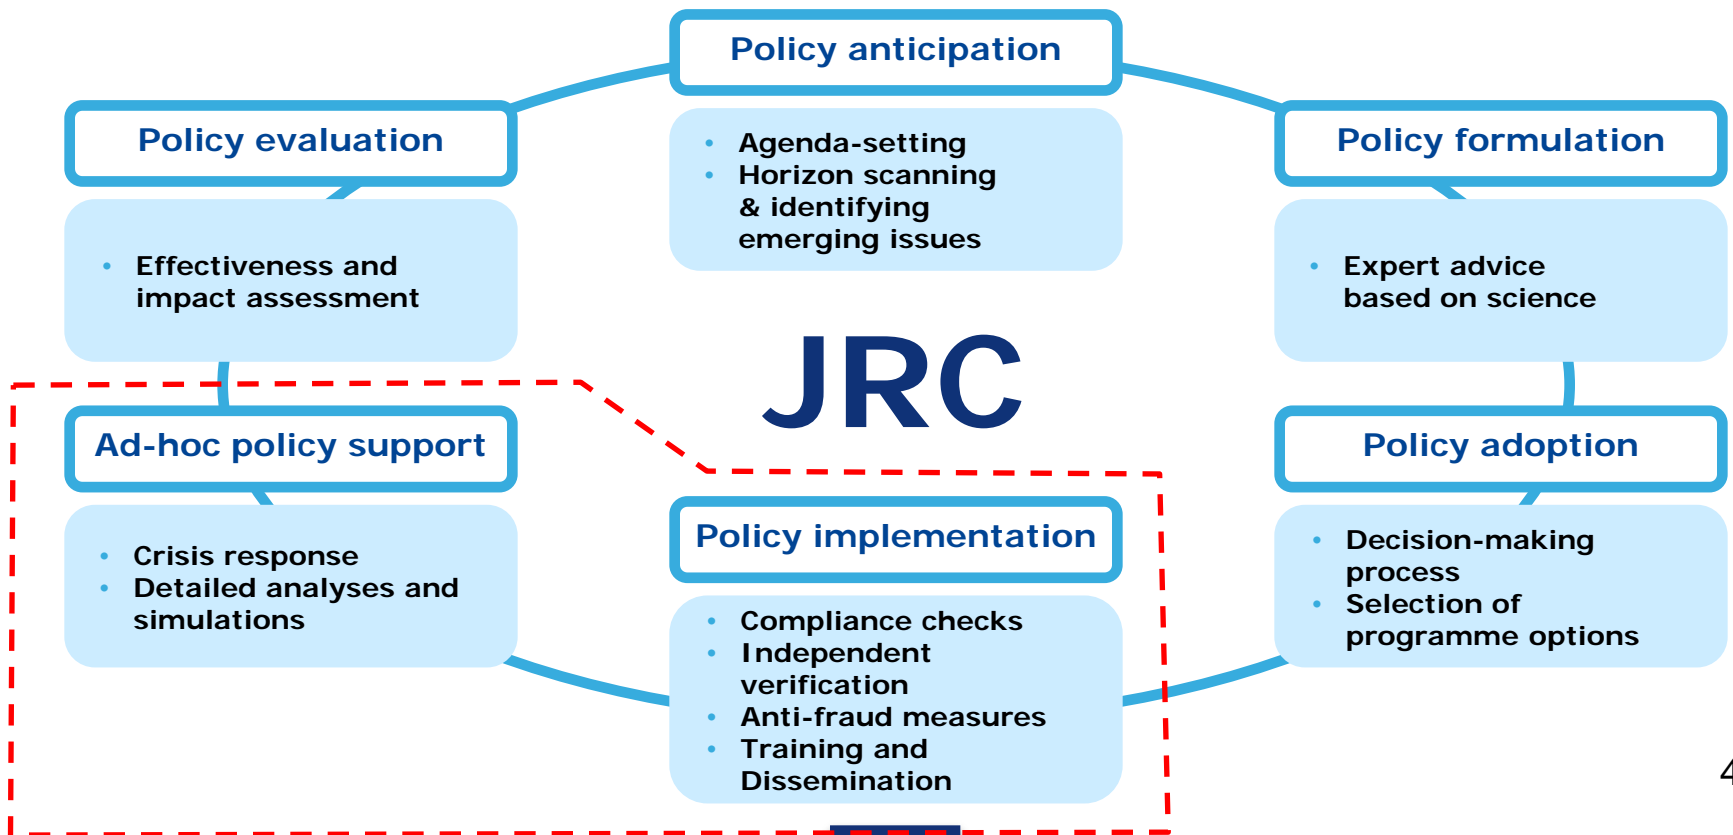 Policy anticipation
• Agenda-setting
• Horizon scanning
& identifying
emerging issues
Policy evaluation
• Effectiveness and
impact assessment
Policy formulation
• Expert advice
based on science
JRC
Ad-hoc policy support
• Crisis response
• Detailed analyses and
simulations
Policy implementation
• Compliance checks
• Independent
verification
• Anti-fraud measures
• Training and
Dissemination
Policy adoption
• Decision-making
process
• Selection of
programme options
4